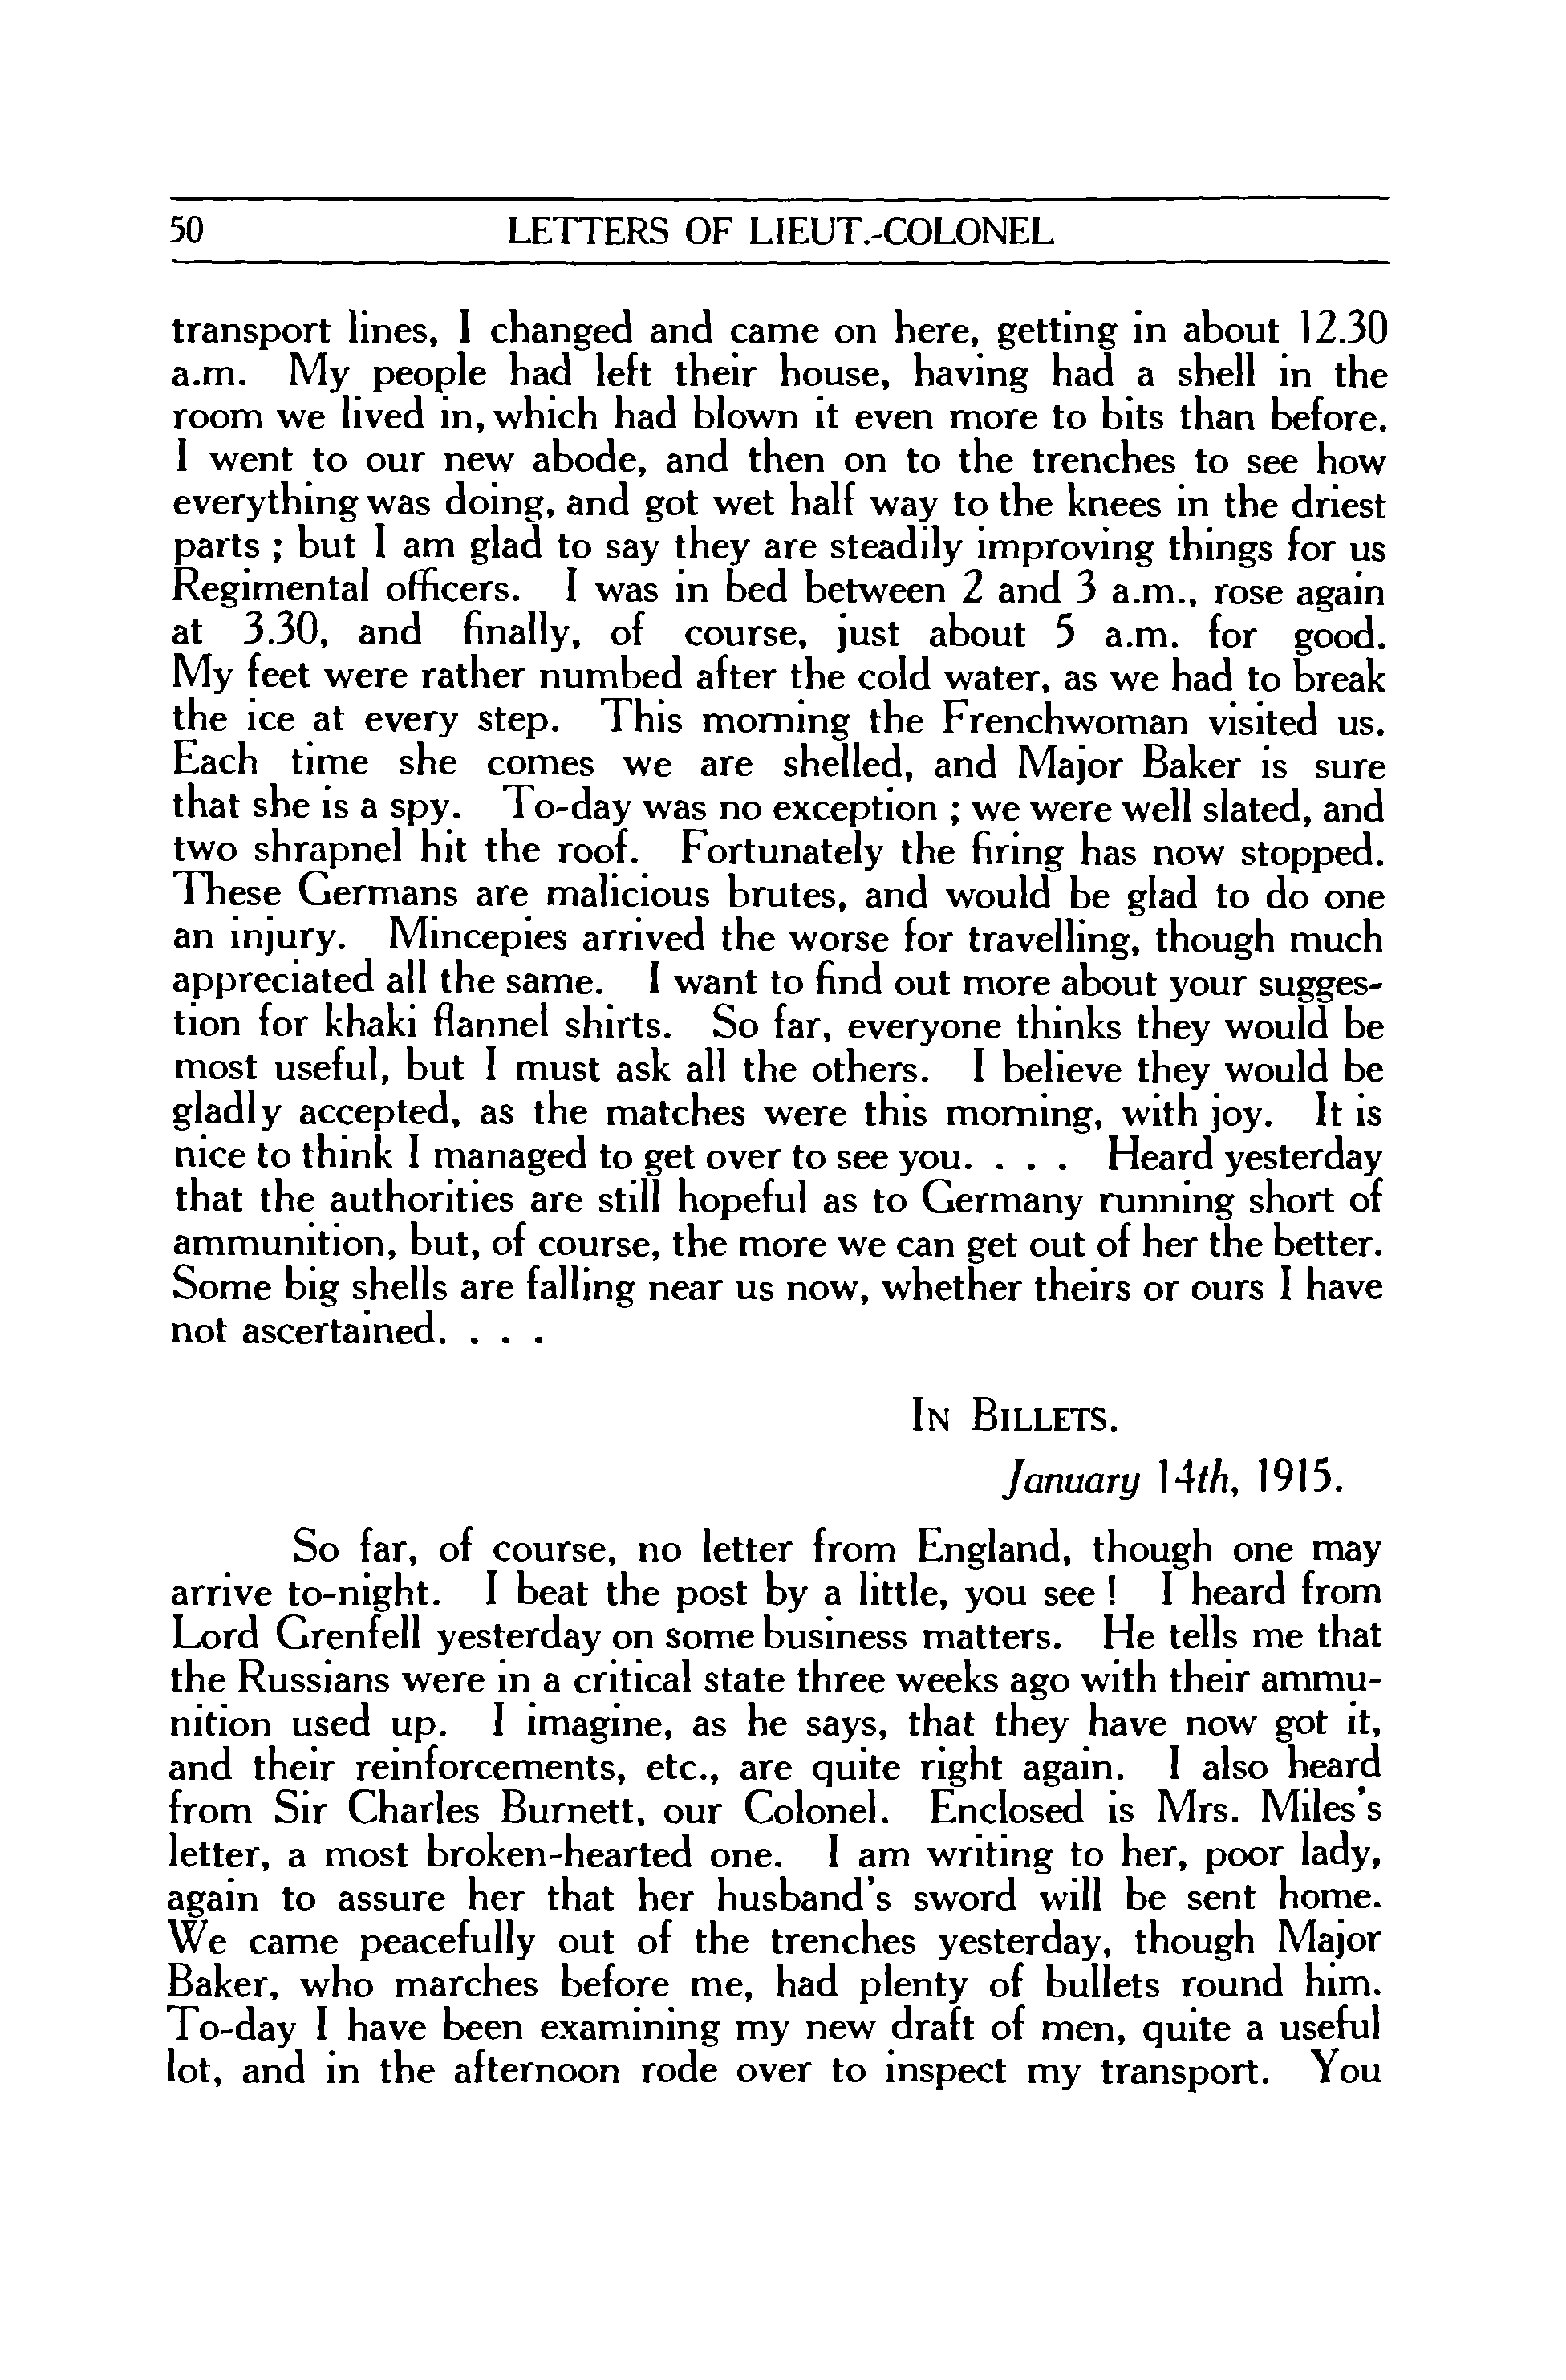 50 LETTERS OF LIEUT.-COLONEL
transport lines, I changed and came on here, getting in about 12.30
a.m. My people had left their house, having had a shell in the
room we lived in, which had blown it even more to bits than before.
I went to our new abode, and then on to the trenches to see how
everything was doing, and got wet half way to the knees in the driest
parts ; but I am glad to say they are steadily improving things for us
Regimental officers. I was in bed between 2 and 3 a.m., rose again
at 3.30, and finally, of course, just about 5 a.m. for good.
My feet were rather numbed after the cold water, as we had to break
the ice at every step. This morning the Frenchwoman visited us.
Each time she comes we are shelled, and Major Baker is sure
that she is a spy. To-day was no exception ; we were well slated, and
two shrapnel hit the roof. Fortunately the firing has now stopped.
These Germans are malicious brutes, and would be glad to do one
an injury. Mincepies arrived the worse for travelling, though much
appreciated all the same. I want to find out more about your sugges-
tion for khaki flannel shirts. So far, everyone thinks they would be
most useful, but I must ask all the others. I believe they would be
gladly accepted, as the matches were this morning, with joy. It is
nice to think I managed to get over to see you. . . . Heard yesterday
that the authorities are still hopeful as to Germany running short of
ammunition, but, of course, the more we can get out of her the better.
Some big shells are falling near us now, whether theirs or ours I have
not ascertained. . . .
IN BILLETS.
January 14th, 1915.
So far, of course, no letter from England, though one may
arrive to-night. I beat the post by a little, you see ! I heard from
Lord Grenfell yesterday on some business matters. He tells me that
the Russians were in a critical state three weeks ago with their ammu-
nition used up. I imagine, as he says, that they have now got it,
and their reinforcements, etc., are quite right again. I also heard
from Sir Charles Burnett, our Colonel. Enclosed is Mrs. Miles's
letter, a most broken-hearted one. I am writing to her, poor lady,
again to assure her that her husband's sword will be sent home.
We came peacefully out of the trenches yesterday, though Major
Baker, who marches before me, had plenty of bullets round him.
To-day I have been examining my new draft of men, quite a useful
lot, and in the afternoon rode over to inspect my transport. You